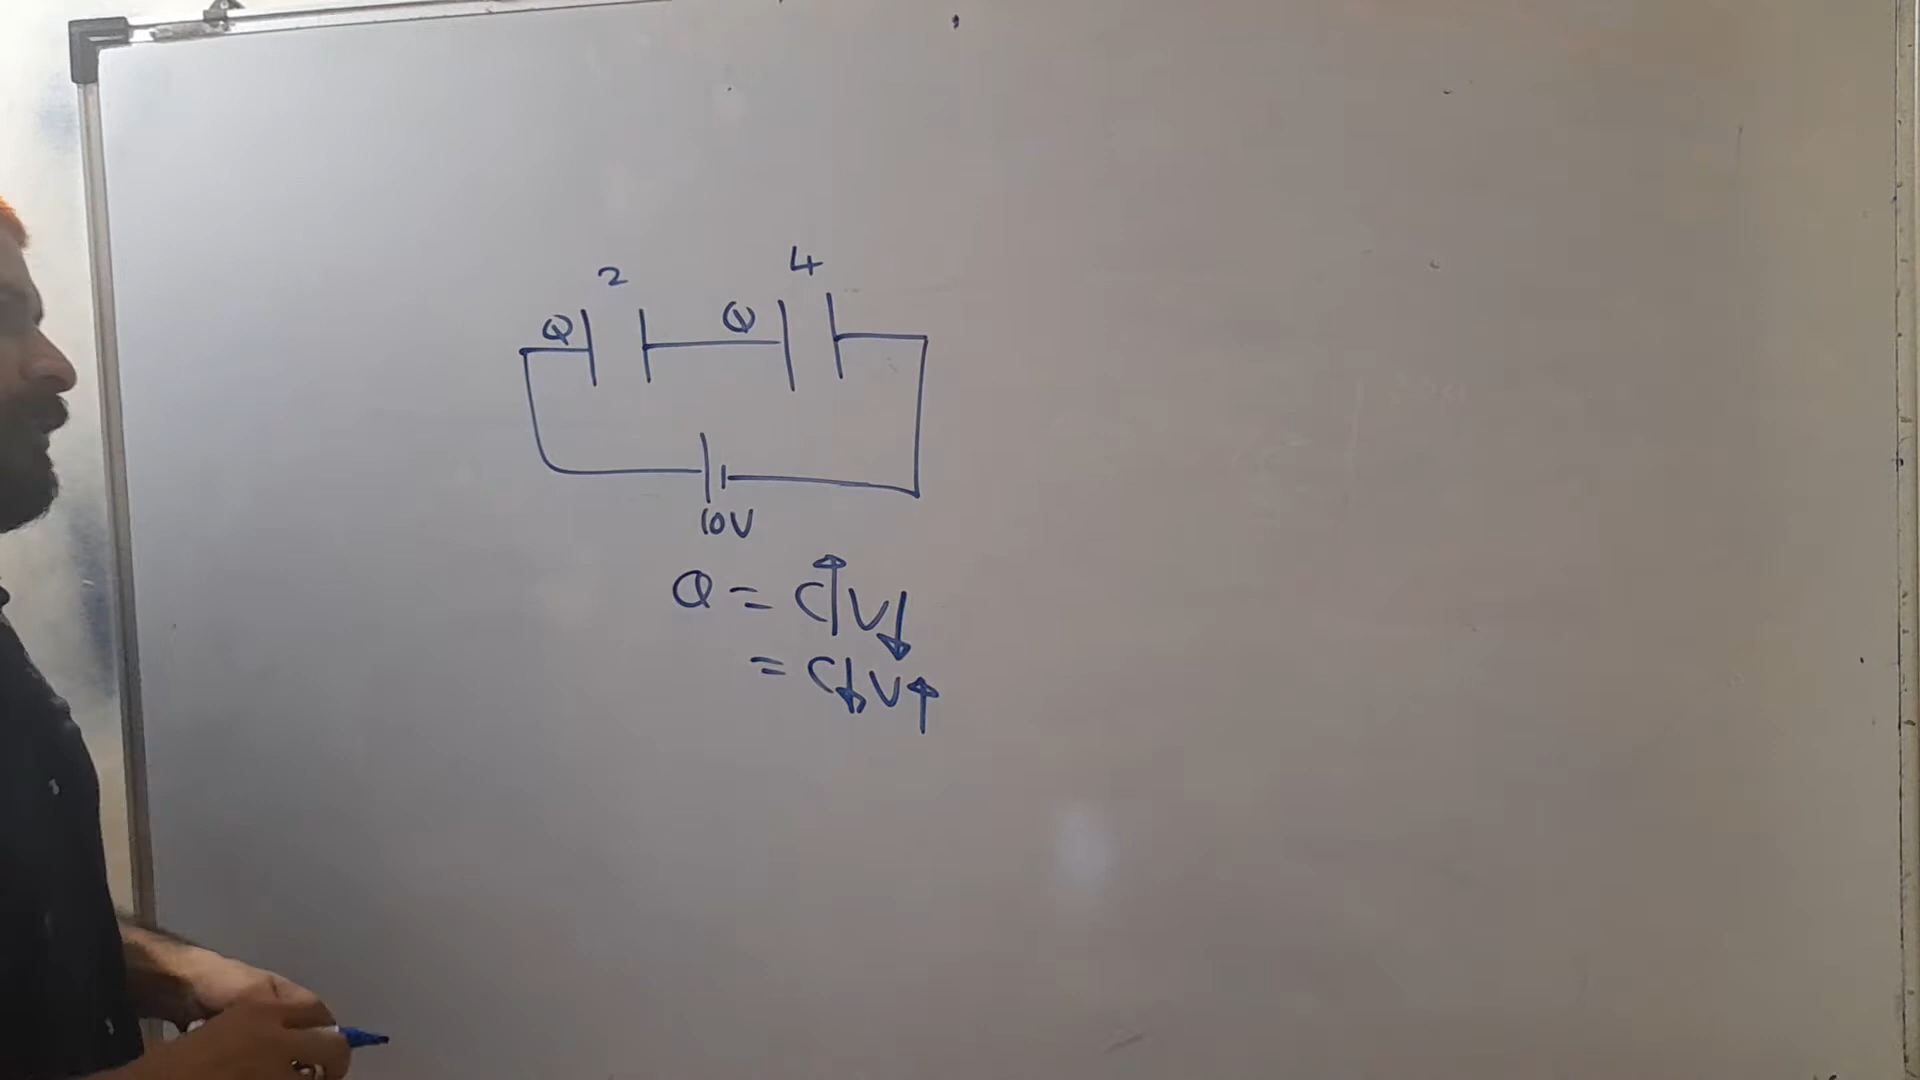 2 4
Q Q
10V
Q = C↑V↓
= C↓V↑